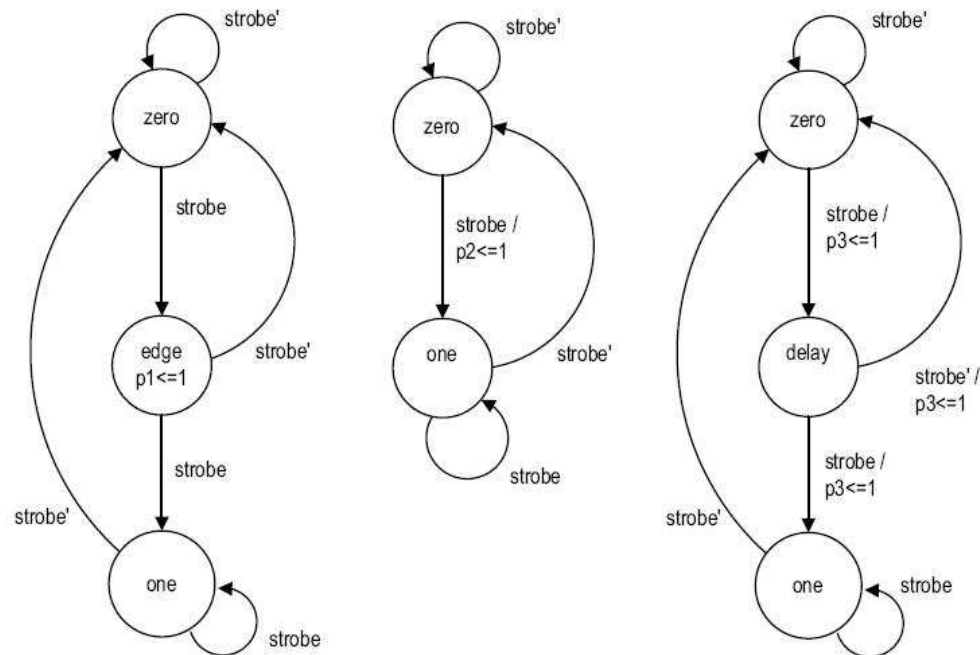 strobe'
zero
strobe
edge
p1<=1
strobe'
strobe
strobe'
one
strobe
strobe'
zero
strobe /
p2<=1
one
strobe'
strobe
strobe'
zero
strobe /
p3<=1
delay
strobe' /
p3<=1
strobe /
p3<=1
strobe'
one
strobe